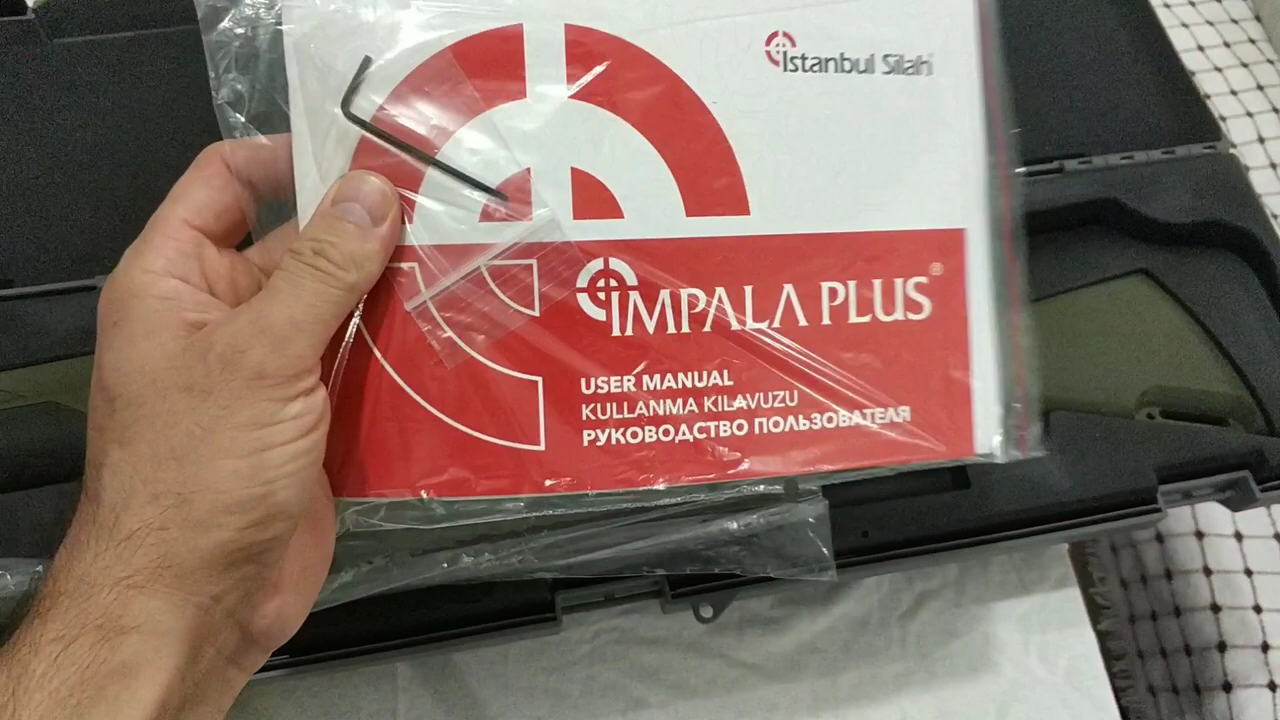 İstanbul Silah
IMPALA PLUS®
USER MANUAL
KULLANMA KILAVUZU
РУКОВОДСТВО ПОЛЬЗОВАТЕЛЯ